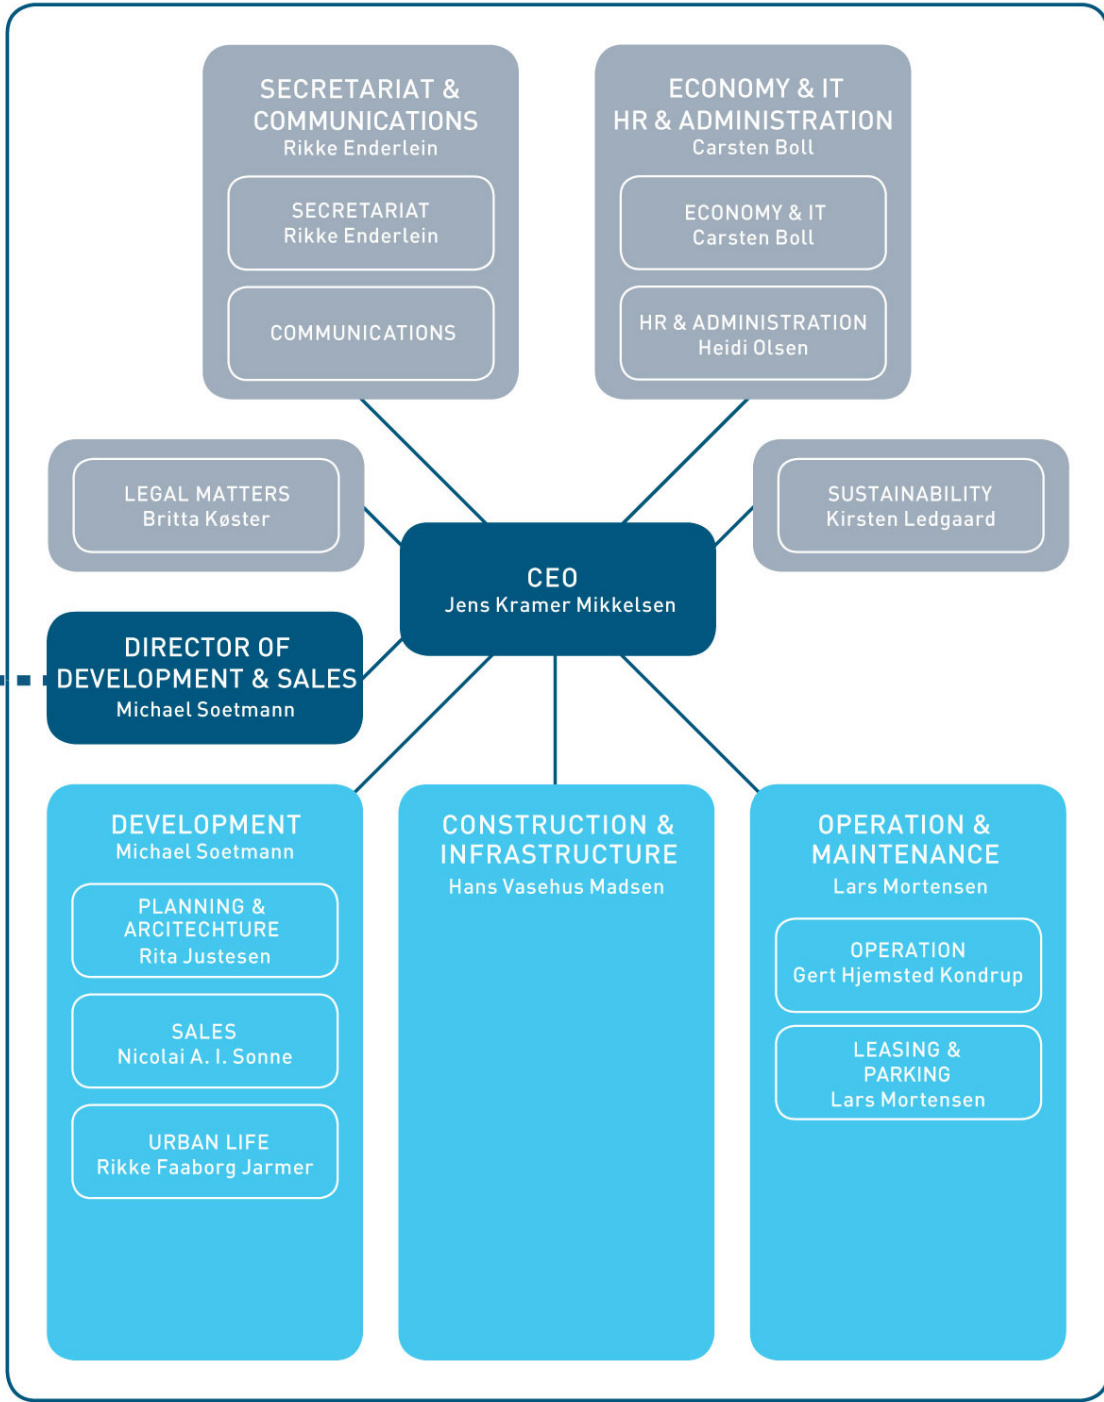 SECRETARIAT &
COMMUNICATIONS
Rikke Enderlein
SECRETARIAT
Rikke Enderlein
COMMUNICATIONS
ECONOMY & IT
HR & ADMINISTRATION
Carsten Boll
ECONOMY & IT
Carsten Boll
HR & ADMINISTRATION
Heidi Olsen
LEGAL MATTERS
Britta Køster
SUSTAINABILITY
Kirsten Ledgaard
CEO
Jens Kramer Mikkelsen
DIRECTOR OF
DEVELOPMENT & SALES
Michael Soetmann
DEVELOPMENT
Michael Soetmann
PLANNING &
ARCITECHTURE
Rita Justesen
SALES
Nicolai A. I. Sonne
URBAN LIFE
Rikke Faaborg Jarmer
CONSTRUCTION &
INFRASTRUCTURE
Hans Vasehus Madsen
OPERATION &
MAINTENANCE
Lars Mortensen
OPERATION
Gert Hjemsted Kondrup
LEASING &
PARKING
Lars Mortensen